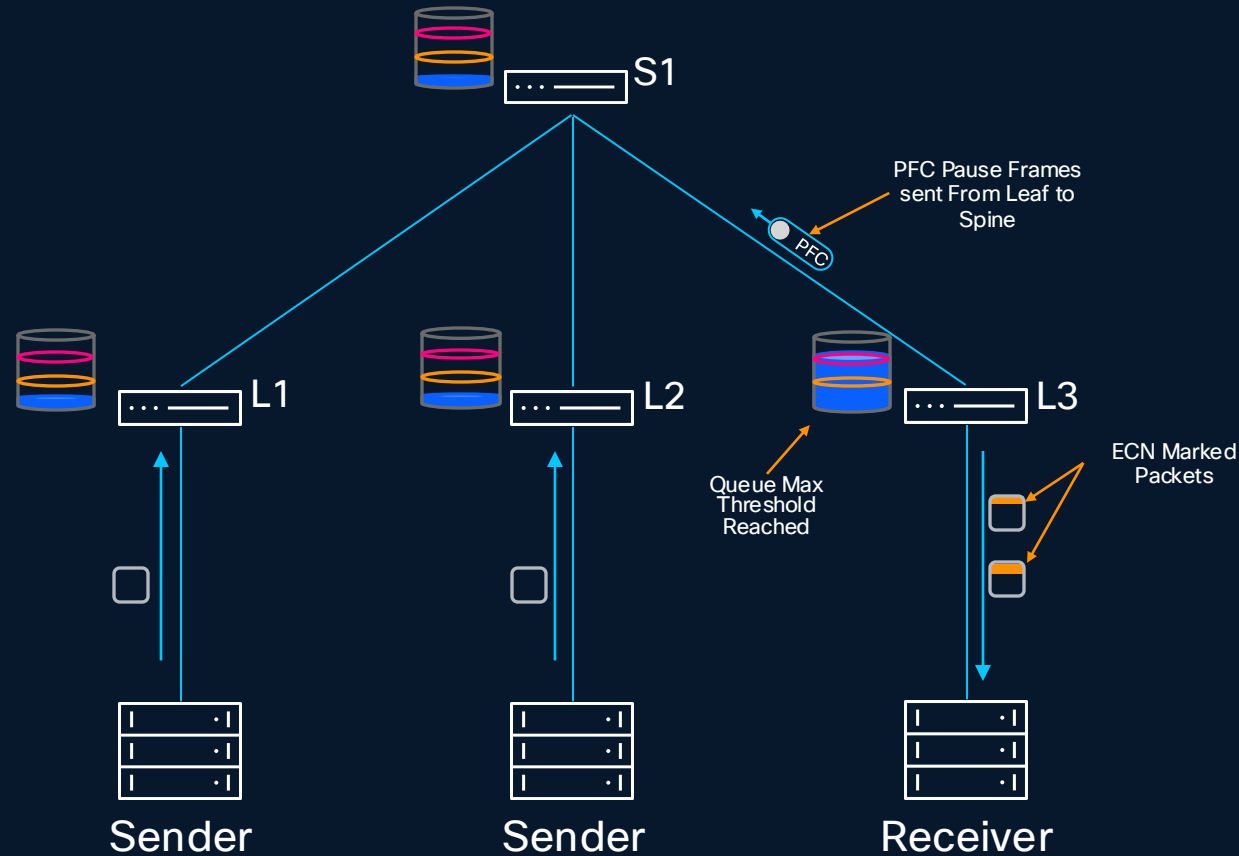 S1
PFC Pause Frames
sent From Leaf to
Spine
PFC
L1
L2
L3
Queue Max
Threshold
Reached
ECN Marked
Packets
Sender
Sender
Receiver